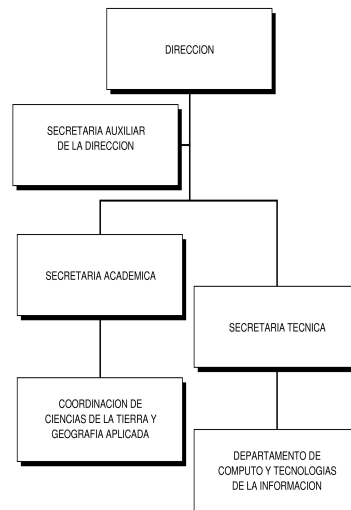 DIRECCION
SECRETARIA AUXILIAR
DE LA DIRECCION
SECRETARIA ACADEMICA
SECRETARIA TECNICA
COORDINACION DE
CIENCIAS DE LA TIERRA Y
GEOGRAFIA APLICADA
DEPARTAMENTO DE
COMPUTO Y TECNOLOGIAS
DE LA INFORMACION